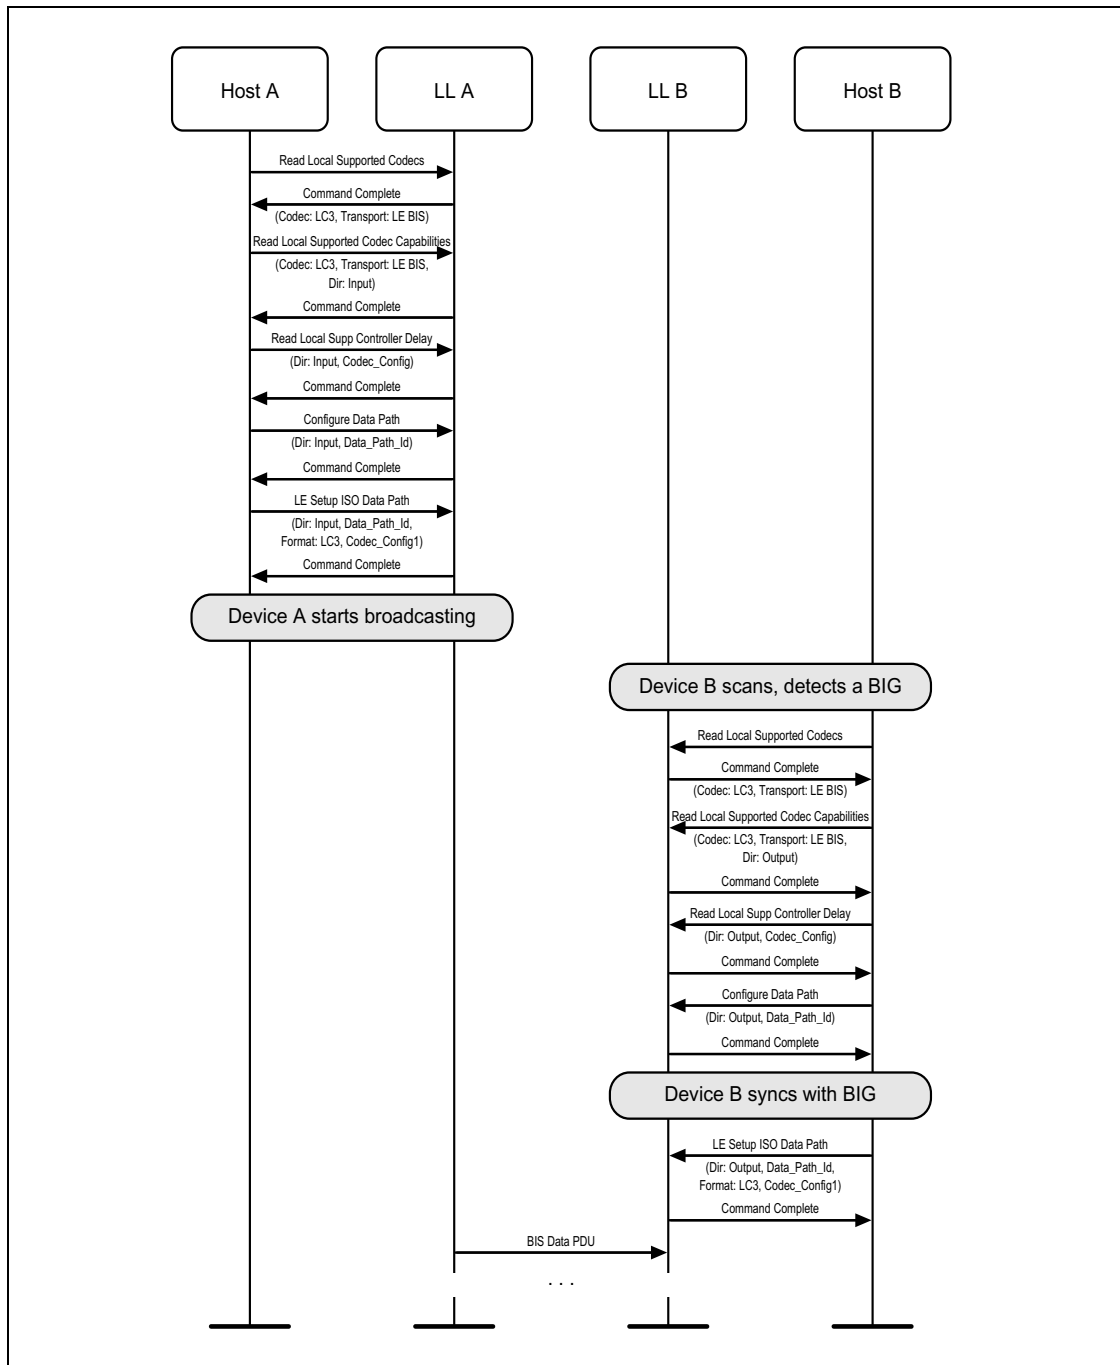 Host A
LL A
LL B
Host B
Read Local Supported Codecs
Command Complete
(Codec: LC3, Transport: LE BIS)
Read Local Supported Codec Capabilities
(Codec: LC3, Transport: LE BIS,
Dir: Input)
Command Complete
Read Local Supp Controller Delay
(Dir: Input, Codec_Config)
Command Complete
Configure Data Path
(Dir: Input, Data_Path_Id)
Command Complete
LE Setup ISO Data Path
(Dir: Input, Data_Path_Id,
Format: LC3, Codec_Config1)
Command Complete
Device A starts broadcasting
Device B scans, detects a BIG
Read Local Supported Codecs
Command Complete
(Codec: LC3, Transport: LE BIS)
Read Local Supported Codec Capabilities
(Codec: LC3, Transport: LE BIS,
Dir: Output)
Command Complete
Read Local Supp Controller Delay
(Dir: Output, Codec_Config)
Command Complete
Configure Data Path
(Dir: Output, Data_Path_Id)
Command Complete
Device B syncs with BIG
LE Setup ISO Data Path
(Dir: Output, Data_Path_Id,
Format: LC3, Codec_Config1)
Command Complete
BIS Data PDU
. . .